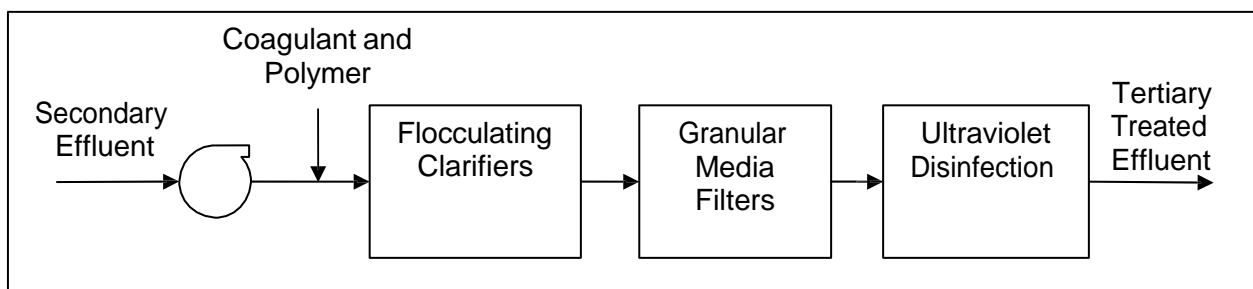 Coagulant and
Polymer
Secondary
Effluent
Flocculating
Clarifiers
Granular
Media
Filters
Ultraviolet
Disinfection
Tertiary
Treated
Effluent